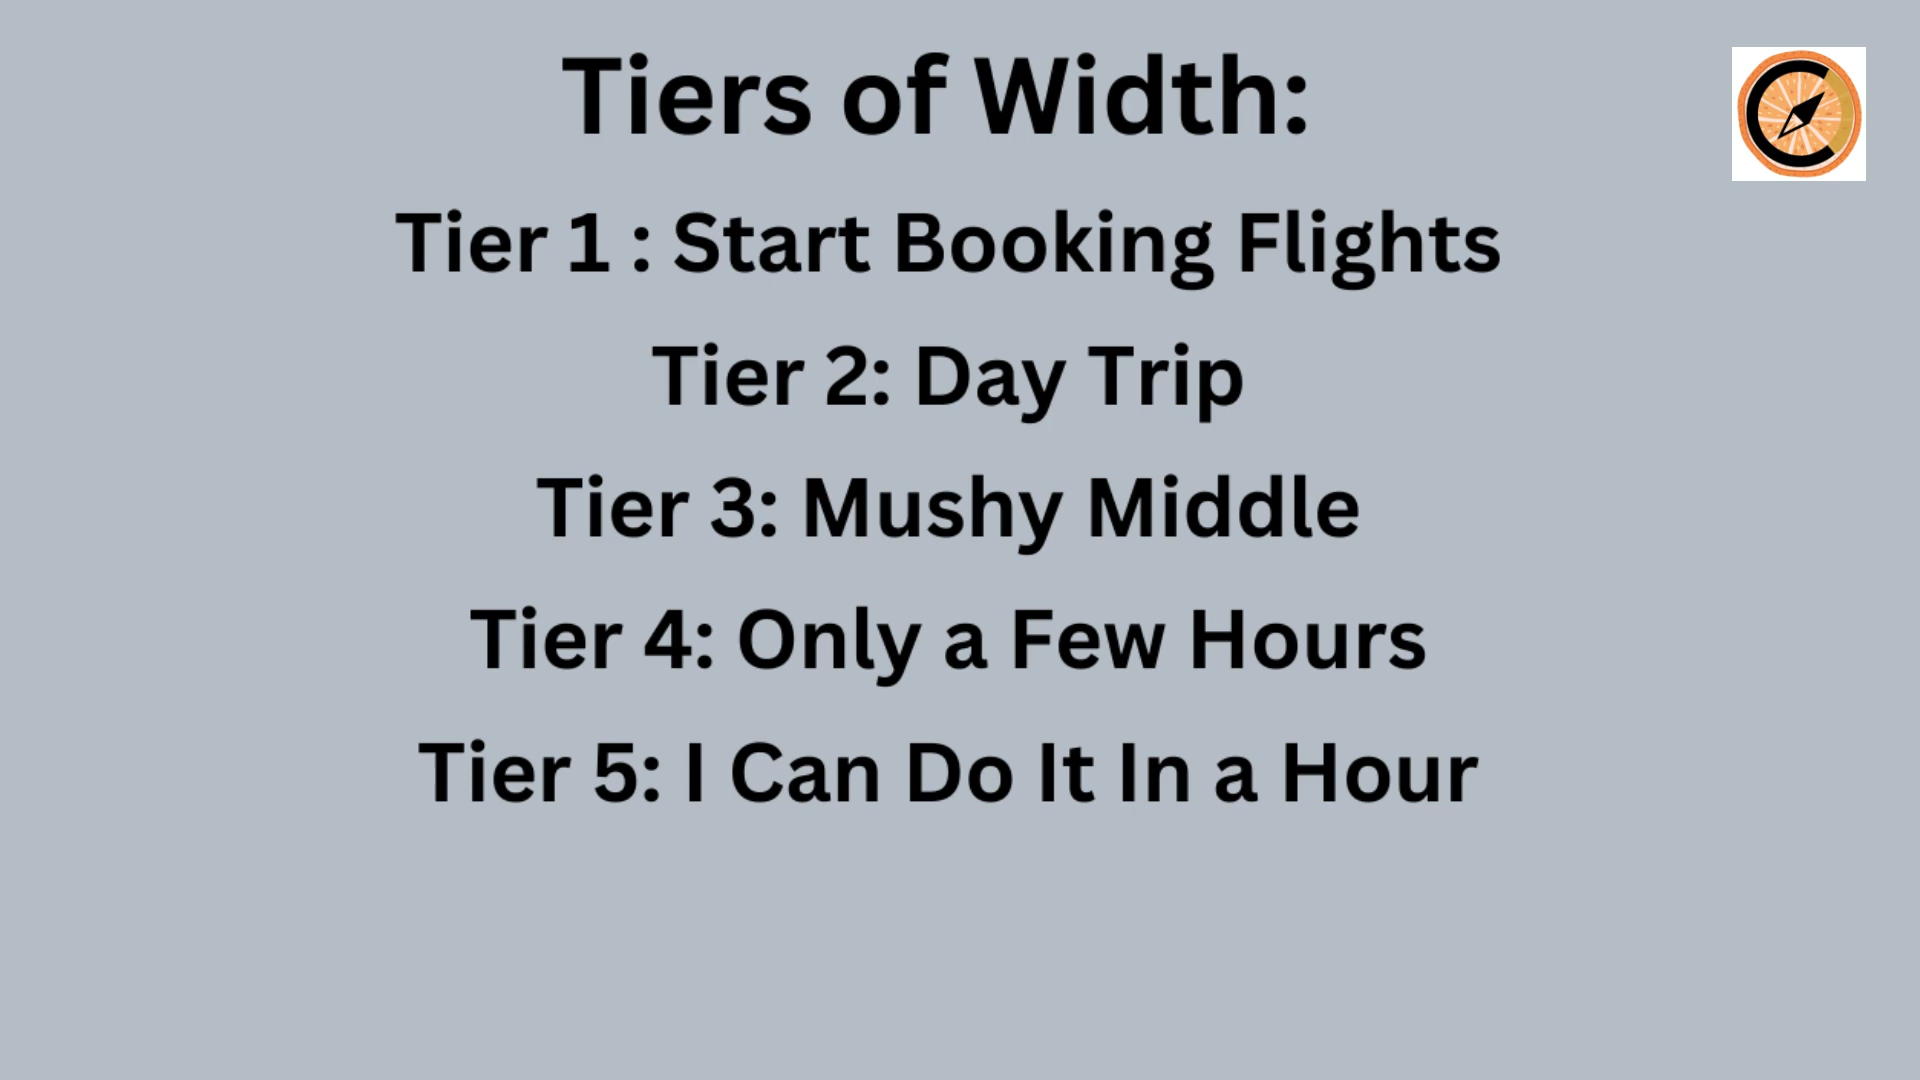 Tiers of Width:
Tier 1 : Start Booking Flights
Tier 2: Day Trip
Tier 3: Mushy Middle
Tier 4: Only a Few Hours
Tier 5: I Can Do It In a Hour